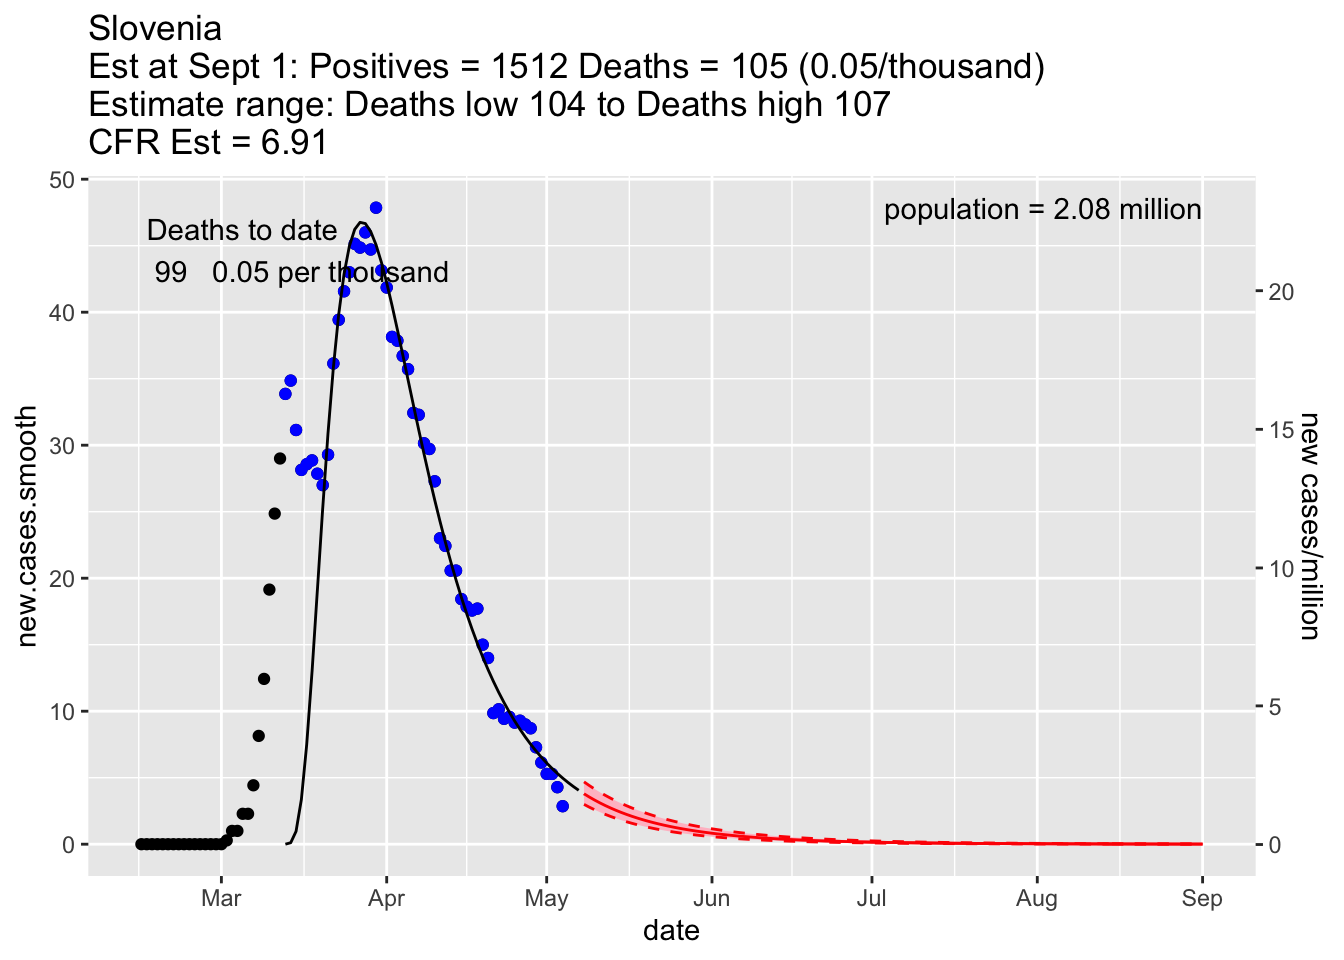 Slovenia
Est at Sept 1: Positives = 1512 Deaths = 105 (0.05/thousand)
Estimate range: Deaths low 104 to Deaths high 107
CFR Est = 6.91
Deaths to date
99 0.05 per thousand
population = 2.08 million
50
40
30
20
10
0
new.cases.smooth
20
15
10
5
0
new cases/million
Mar Apr May Jun Jul Aug Sep
date